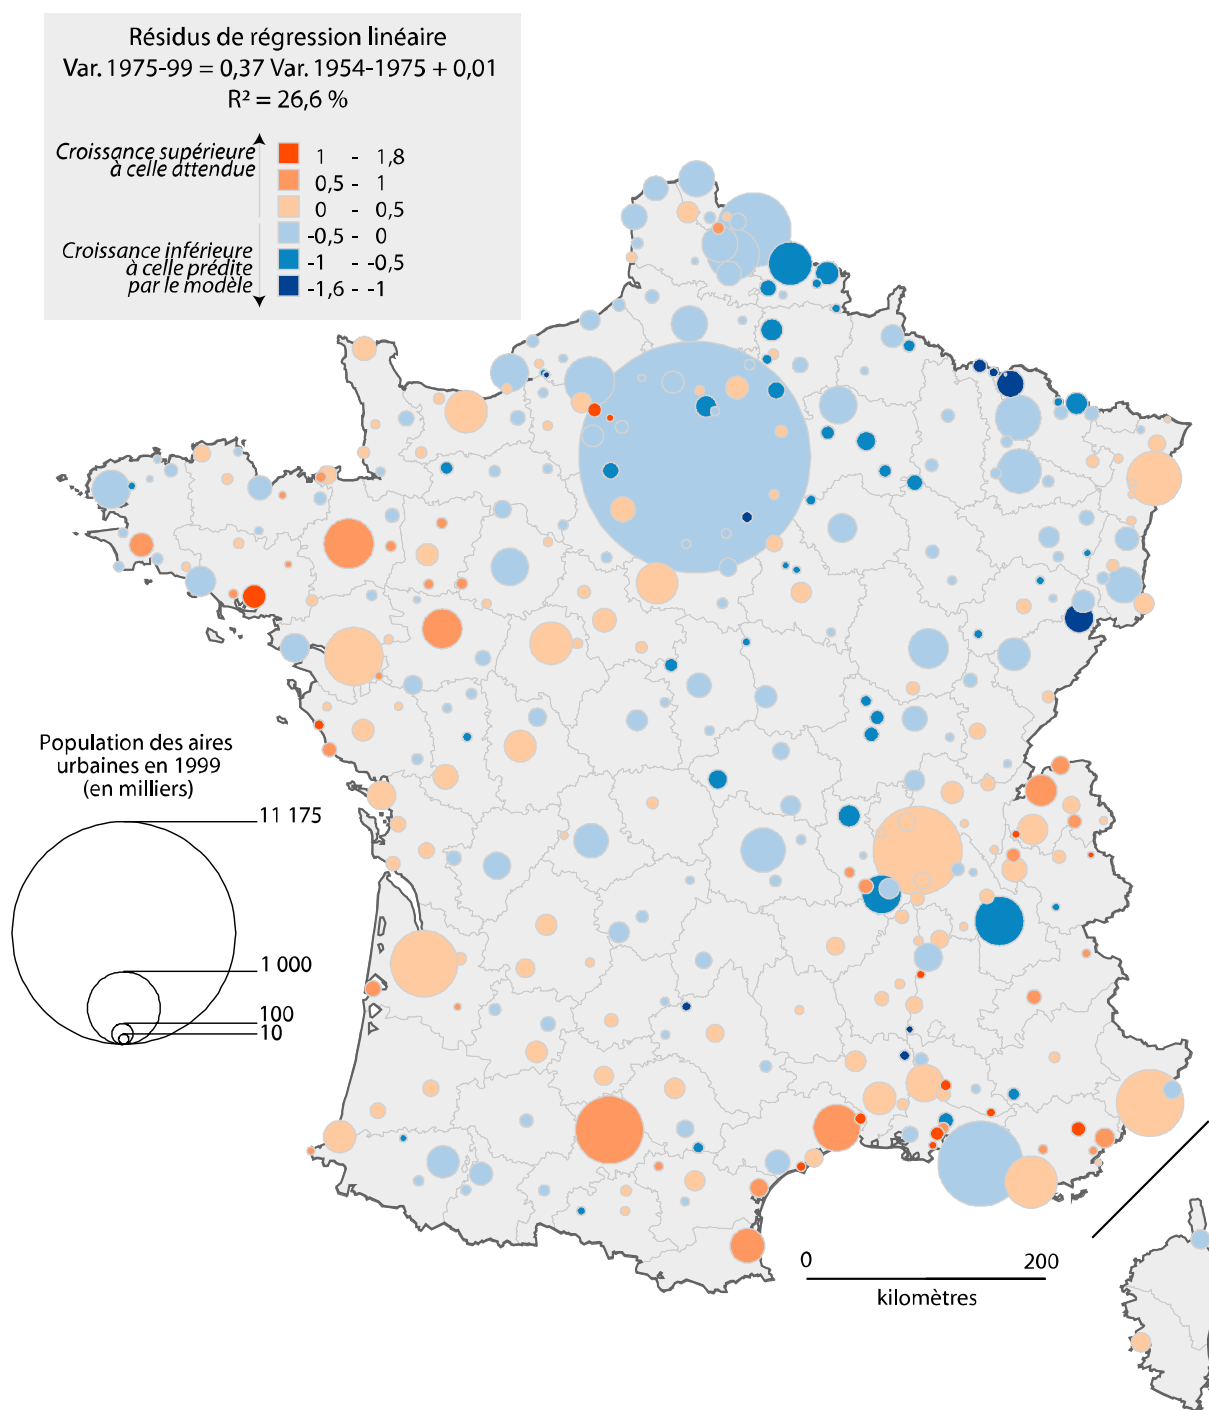 Résidus de régression linéaire
Var. 1975-99 = 0,37 Var. 1954-1975 + 0,01
R² = 26,6 %
Croissance supérieure
à celle attendue
1 - 1,8
0,5 - 1
0 - 0,5
-0,5 - 0
-1 - -0,5
-1,6 - -1
Croissance inférieure
à celle prédite
par le modèle
Population des aires
urbaines en 1999
(en milliers)
11 175
1 000
100
10
0 200
kilomètres